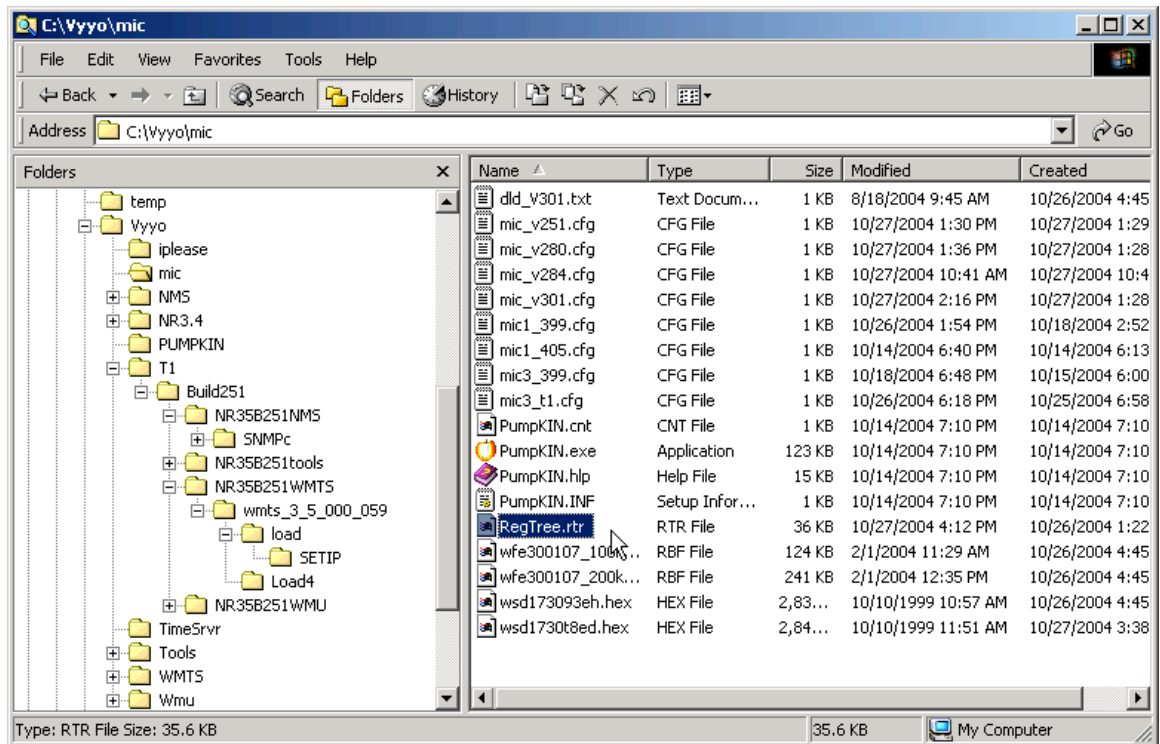 C:\Vyyo\mic
File Edit View Favorites Tools Help
Back Search Folders History
Address C:\Vyyo\mic Go
Folders
temp
Vyyo
iplease
mic
NMS
NR3.4
PUMPKIN
T1
Build251
NR35B251NMS
SNMPc
NR35B251tools
NR35B251WMTS
wmts_3_5_000_059
load
SETIP
Load4
NR35B251WMU
TimeSrvr
Tools
WMTS
Wmu
Name Type Size Modified Created
dld_V301.txt Text Docum... 1 KB 8/18/2004 9:45 AM 10/26/2004 4:45
mic_v251.cfg CFG File 1 KB 10/27/2004 1:30 PM 10/27/2004 1:29
mic_v280.cfg CFG File 1 KB 10/27/2004 1:36 PM 10/27/2004 1:28
mic_v284.cfg CFG File 1 KB 10/27/2004 10:41 AM 10/27/2004 10:4
mic_v301.cfg CFG File 1 KB 10/27/2004 2:16 PM 10/27/2004 1:28
mic1_399.cfg CFG File 1 KB 10/26/2004 1:54 PM 10/18/2004 2:52
mic1_405.cfg CFG File 1 KB 10/14/2004 6:40 PM 10/14/2004 6:13
mic3_399.cfg CFG File 1 KB 10/18/2004 6:48 PM 10/15/2004 6:00
mic3_t1.cfg CFG File 1 KB 10/26/2004 6:18 PM 10/25/2004 6:58
PumpKIN.cnt CNT File 1 KB 10/14/2004 7:10 PM 10/14/2004 7:10
PumpKIN.exe Application 123 KB 10/14/2004 7:10 PM 10/14/2004 7:10
PumpKIN.hlp Help File 15 KB 10/14/2004 7:10 PM 10/14/2004 7:10
PumpKIN.INF Setup Infor... 1 KB 10/14/2004 7:10 PM 10/14/2004 7:10
RegTree.rtr RTR File 36 KB 10/27/2004 4:12 PM 10/26/2004 1:22
wfe300107_100k... RBF File 124 KB 2/1/2004 11:29 AM 10/26/2004 4:45
wfe300107_200k... RBF File 241 KB 2/1/2004 12:35 PM 10/26/2004 4:45
wsd173093eh.hex HEX File 2,83... 10/10/1999 10:57 AM 10/26/2004 4:45
wsd1730t8ed.hex HEX File 2,84... 10/10/1999 11:51 AM 10/27/2004 3:38
Type: RTR File Size: 35.6 KB 35.6 KB My Computer